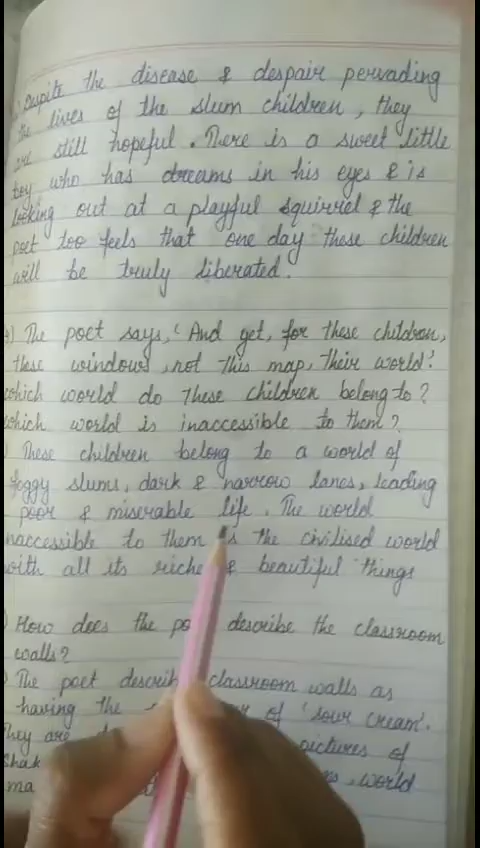 Despite the disease & despair pervading
the lives of the slum children, they
are still hopeful. There is a sweet little
boy who has dreams in his eyes & is
looking out at a playful squirrel & the
poet too feels that one day these children
will be truly liberated.
The poet says, 'And yet, for these children,
these windows, not this map, their world'.
which world do these children belong to?
which world is inaccessible to them?
These children belong to a world of
foggy slums, dark & narrow lanes, leading
poor & miserable life. The world
inaccessible to them is the civilised world
with all its riche & beautiful things
How does the po describe the classroom
walls?
The poet describ classroom walls as
having the of 'sour cream'.
They are pictures of
Shak world
ma